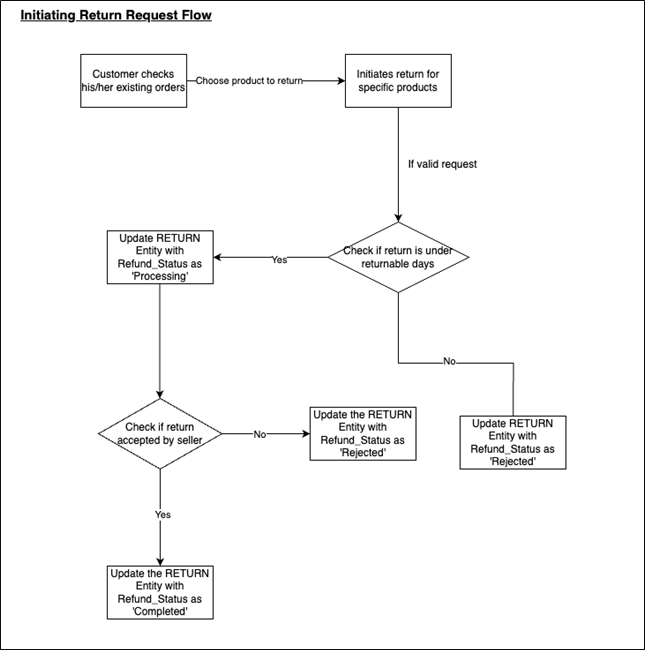 Initiating Return Request Flow
Customer checks
his/her existing orders
Choose product to return
Initiates return for
specific products
If valid request
Check if return is under
returnable days
Yes
Update RETURN
Entity with
Refund_Status as
'Processing'
No
Check if return
accepted by seller
No
Update the RETURN
Entity with
Refund_Status as
'Rejected'
Update RETURN
Entity with
Refund_Status as
'Rejected'
Yes
Update the RETURN
Entity with
Refund_Status as
'Completed'